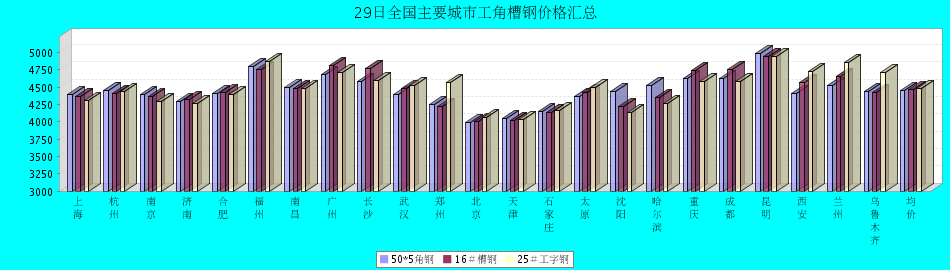 29日全国主要城市工角槽钢价格汇总
5000
4750
4500
4250
4000
3750
3500
3250
3000
上海
杭州
南京
济南
合肥
福州
南昌
广州
长沙
武汉
郑州
北京
天津
石家庄
太原
沈阳
哈尔滨
重庆
成都
昆明
西安
兰州
乌鲁木齐
均价
50*5角钢
16＃槽钢
25＃工字钢